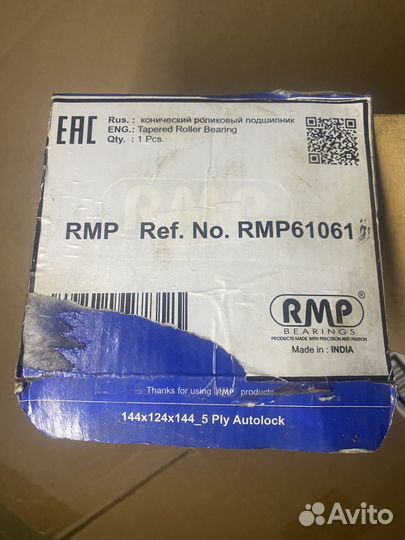 EAC
Rus. : конический роликовый подшипник
ENG.: Tapered Roller Bearing
Qty. : 1 Pcs.
RMP
RMP Ref. No. RMP61061
RMP®
BEARINGS
PRODUCTS MADE WITH PRECISION AND PASSION
Made in : INDIA
Thanks for using RMP products
144x124x144_5 Ply Autolock
Avito